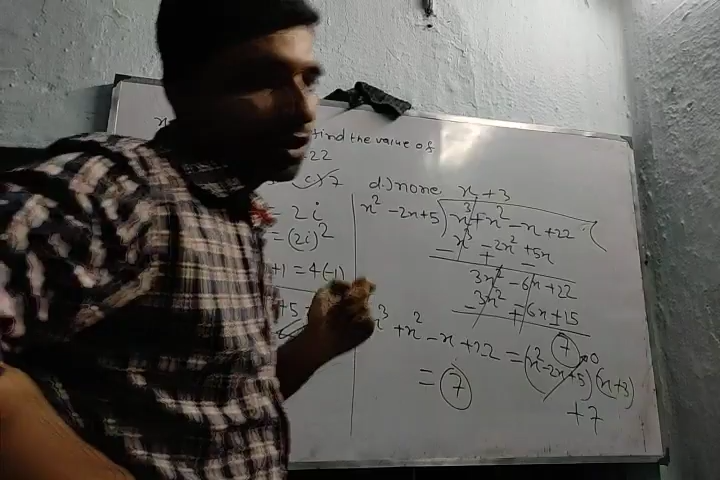 find the value of
22
c) 7 d.) none
= 2i
= (2i)²
+1 = 4(-1)
+5
x + 3
x² - 2x + 5) x³ + x² - x + 22
- x³ - 2x² + 5x
+ -
3x² - 6x + 22
- 3x² + 6x ± 15
7
x³ + x² - x + 22 = (x² - 2x + 5) (x + 3)
0
+ 7
= 7